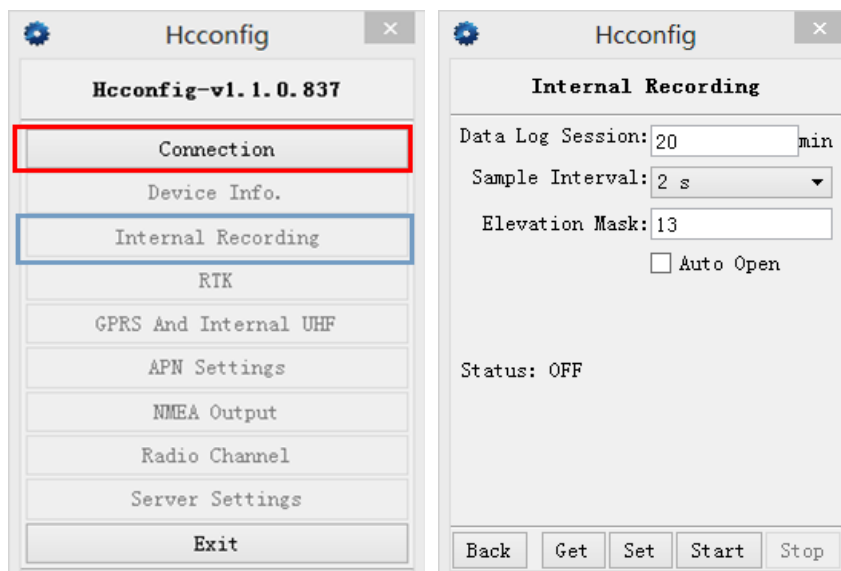 Hcconfig
Hcconfig-v1.1.0.837
Connection
Device Info.
Internal Recording
RTK
GPRS And Internal UHF
APN Settings
NMEA Output
Radio Channel
Server Settings
Exit
Hcconfig
Internal Recording
Data Log Session: 20 min
Sample Interval: 2 s
Elevation Mask: 13
Auto Open
Status: OFF
Back Get Set Start Stop